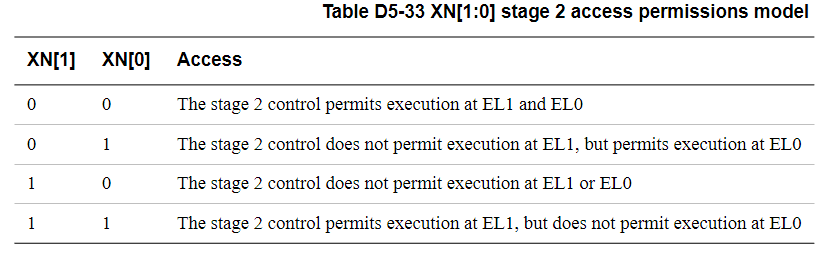 Table D5-33 XN[1:0] stage 2 access permissions model
XN[1] XN[0] Access
0 0 The stage 2 control permits execution at EL1 and EL0
0 1 The stage 2 control does not permit execution at EL1, but permits execution at EL0
1 0 The stage 2 control does not permit execution at EL1 or EL0
1 1 The stage 2 control permits execution at EL1, but does not permit execution at EL0